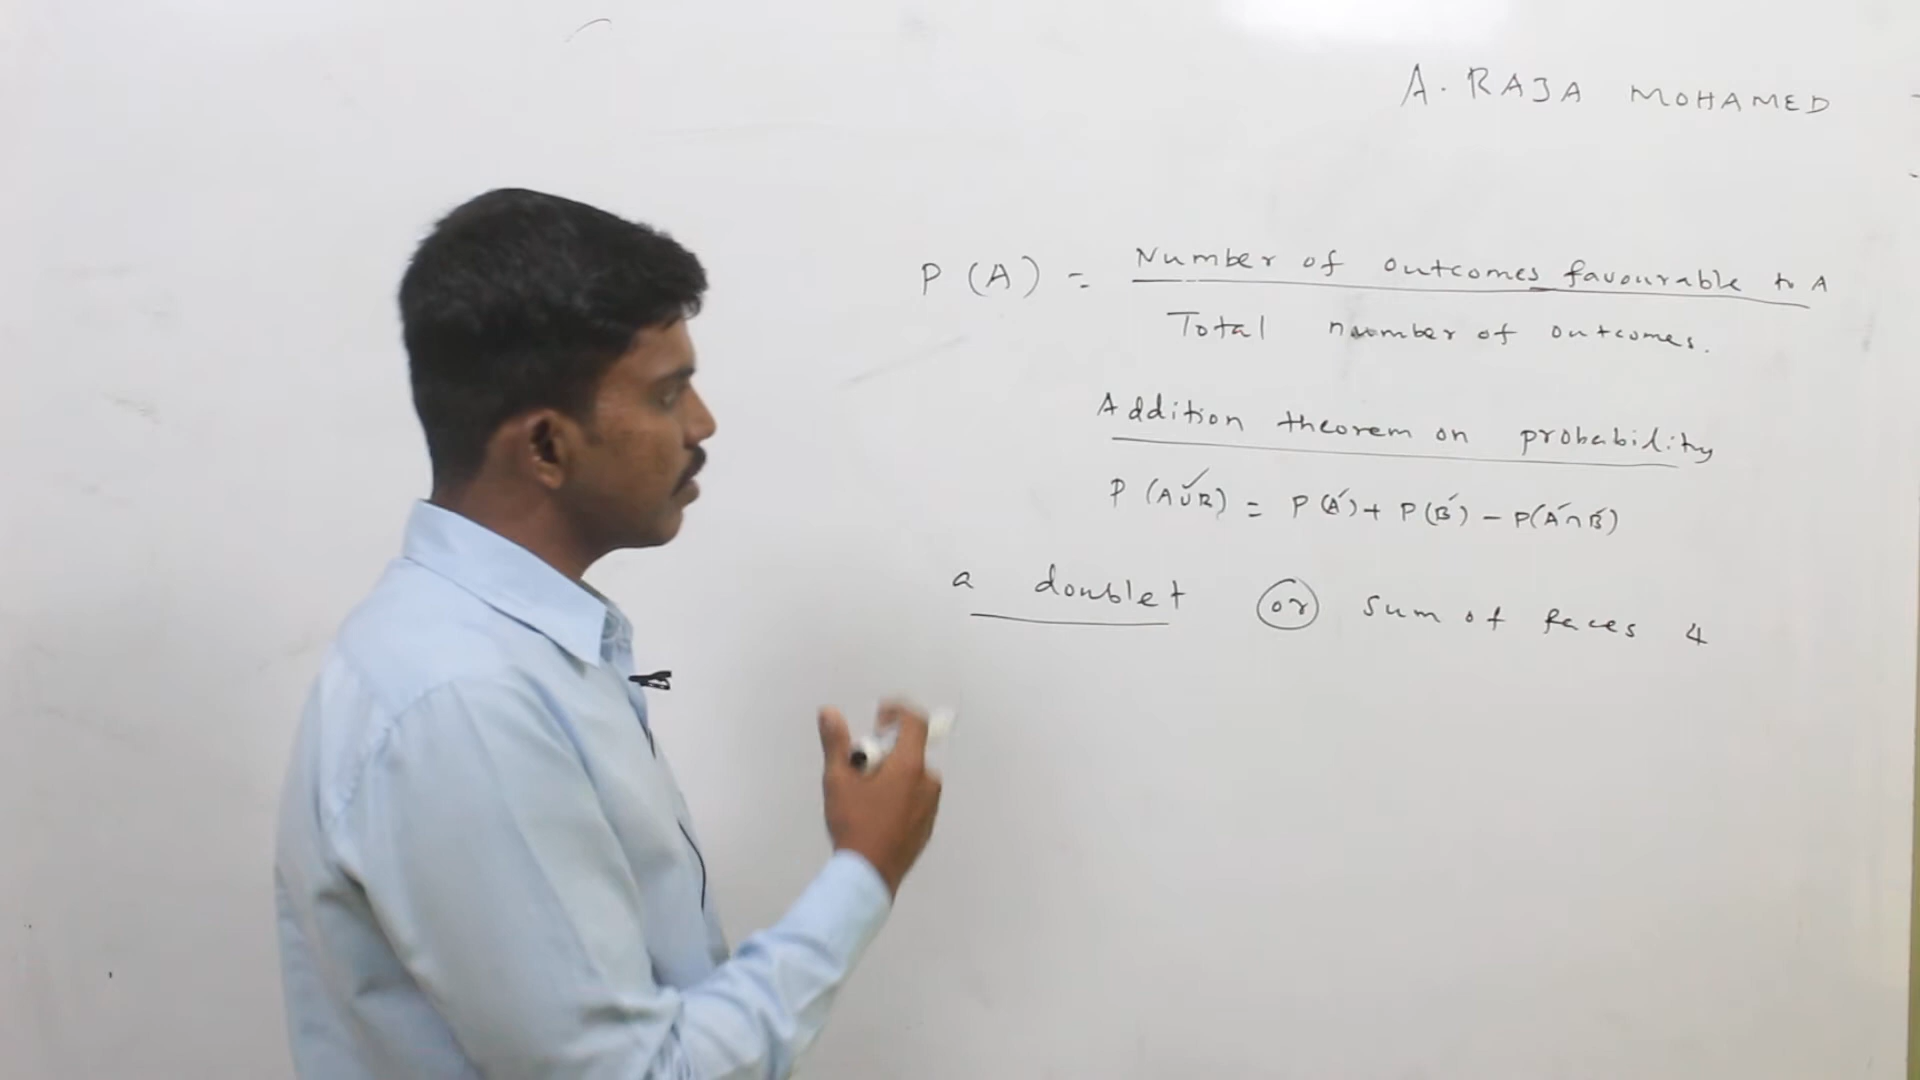 A. RAJA MOHAMED
P (A) = Number of outcomes favourable to A
Total number of outcomes.
Addition theorem on probability
P (A∪B) = P(A) + P(B) - P(A∩B)
a doublet or sum of faces 4